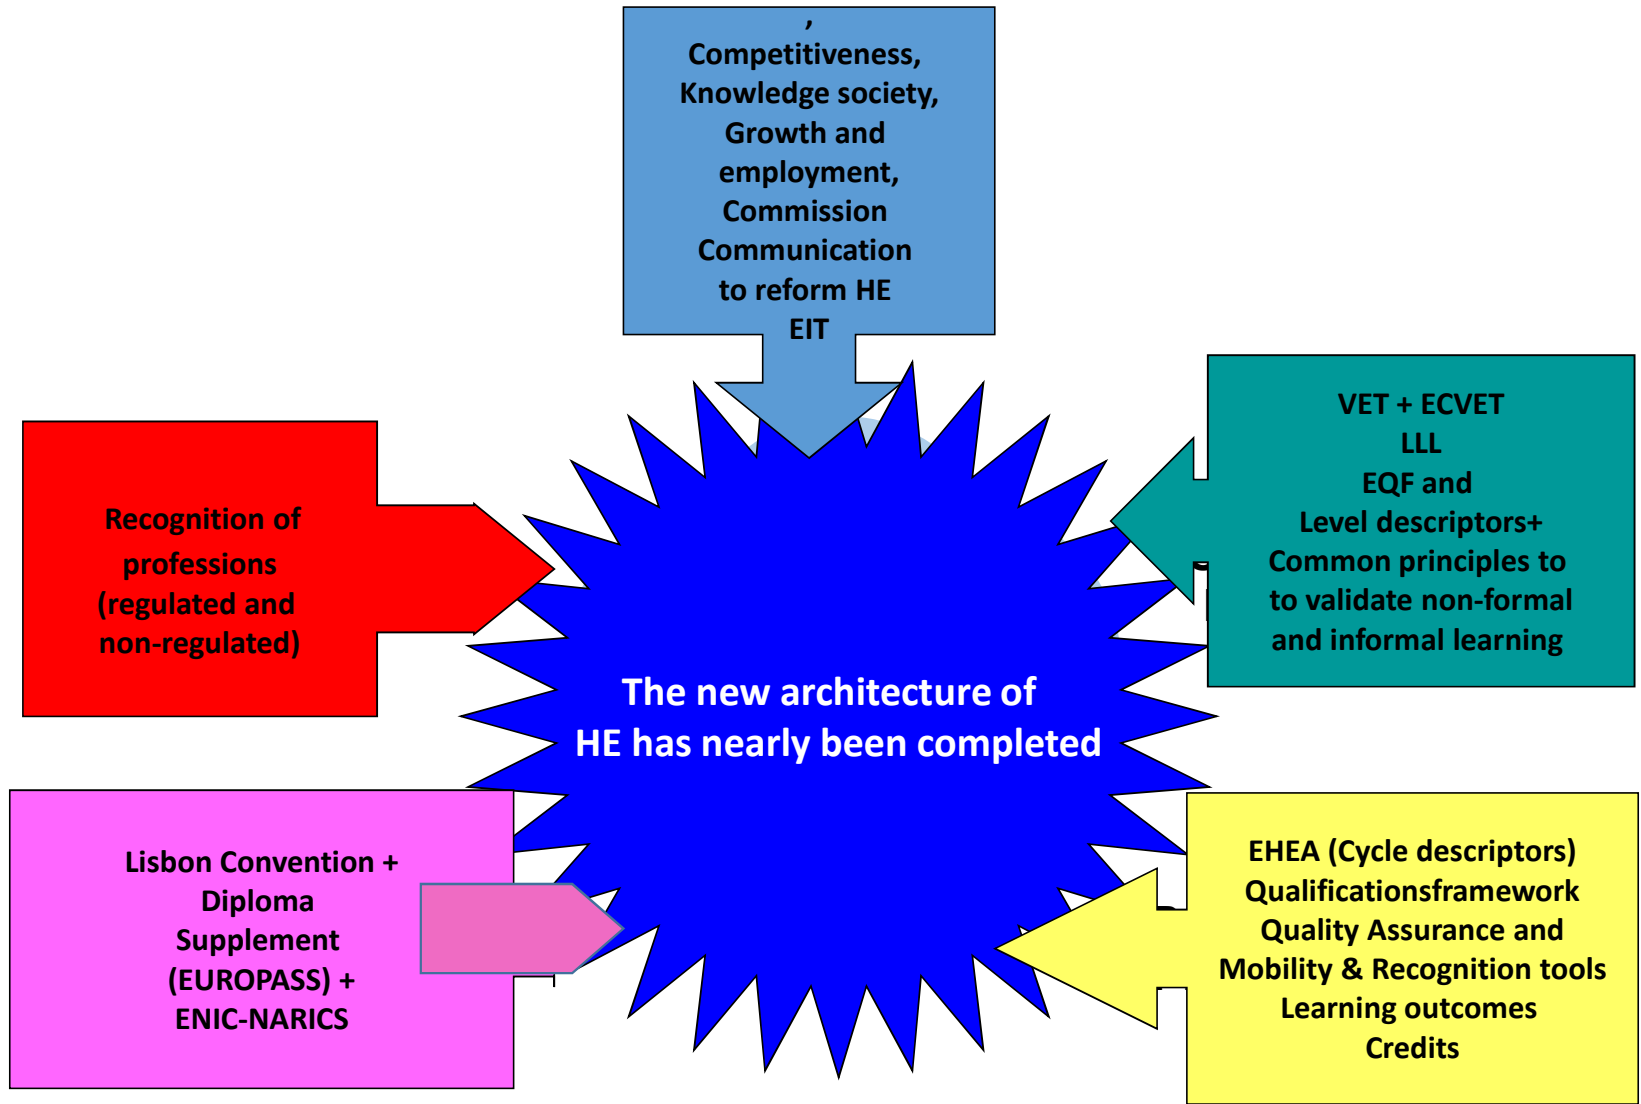 ,
Competitiveness,
Knowledge society,
Growth and
employment,
Commission
Communication
to reform HE
EIT
VET + ECVET
LLL
EQF and
Level descriptors+
Common principles to
to validate non-formal
and informal learning
Recognition of
professions
(regulated and
non-regulated)
The new architecture of
HE has nearly been completed
Lisbon Convention +
Diploma
Supplement
(EUROPASS) +
ENIC-NARICS
EHEA (Cycle descriptors)
Qualificationsframework
Quality Assurance and
Mobility & Recognition tools
Learning outcomes
Credits